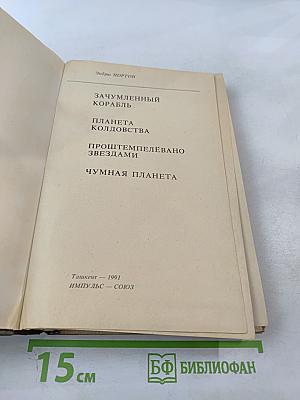 Эндрю НОРТОН
ЗАЧУМЛЕННЫЙ
КОРАБЛЬ
ПЛАНЕТА
КОЛДОВСТВА
ПРОШТЕМПЕЛЕВАНО
ЗВЕЗДАМИ
ЧУМНАЯ ПЛАНЕТА
Ташкент — 1991
ИМПУЛЬС — СОЮЗ
15 см
БФ БИБЛИОФАН